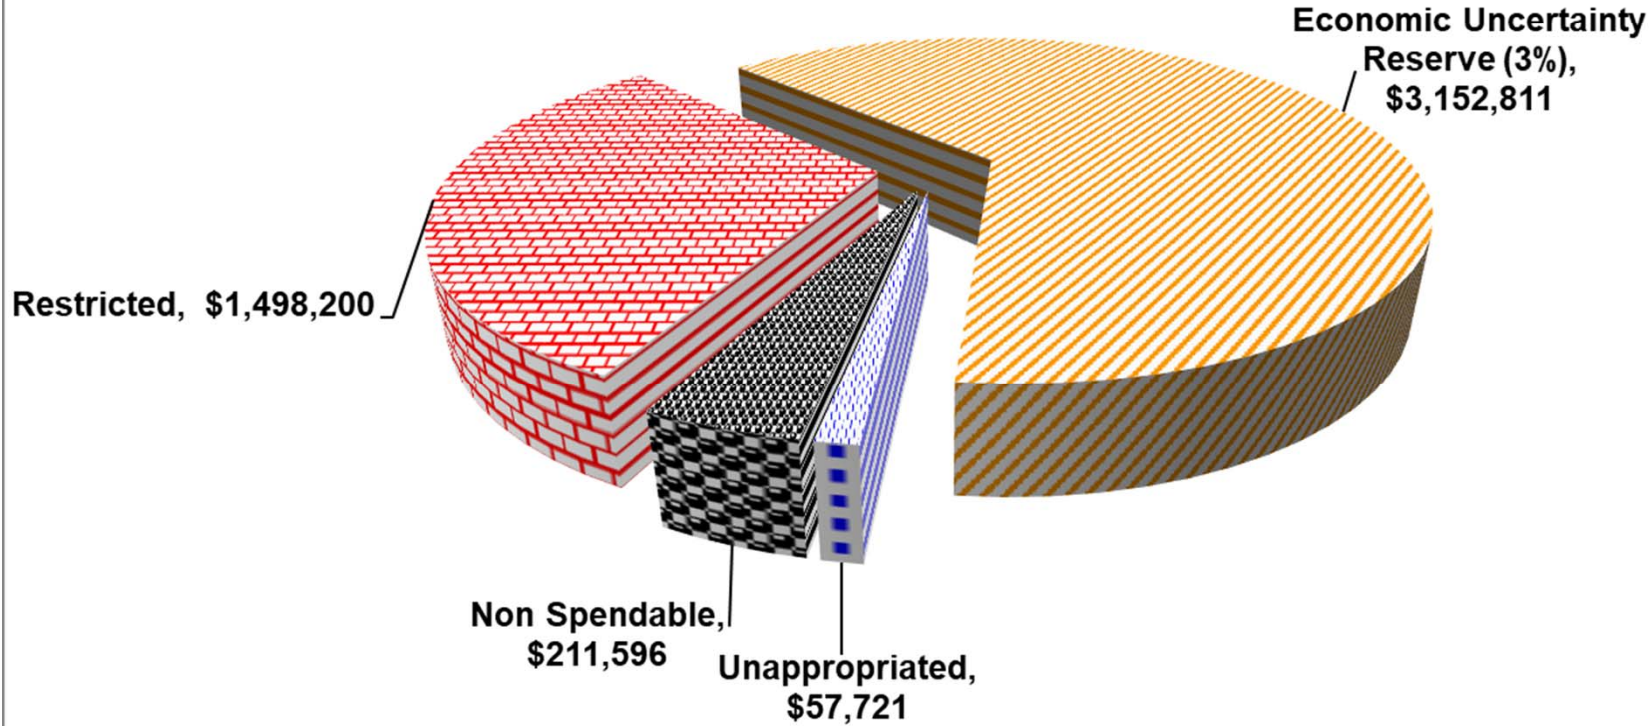 Economic Uncertainty
Reserve (3%),
$3,152,811
Restricted, $1,498,200
Non Spendable,
$211,596
Unappropriated,
$57,721